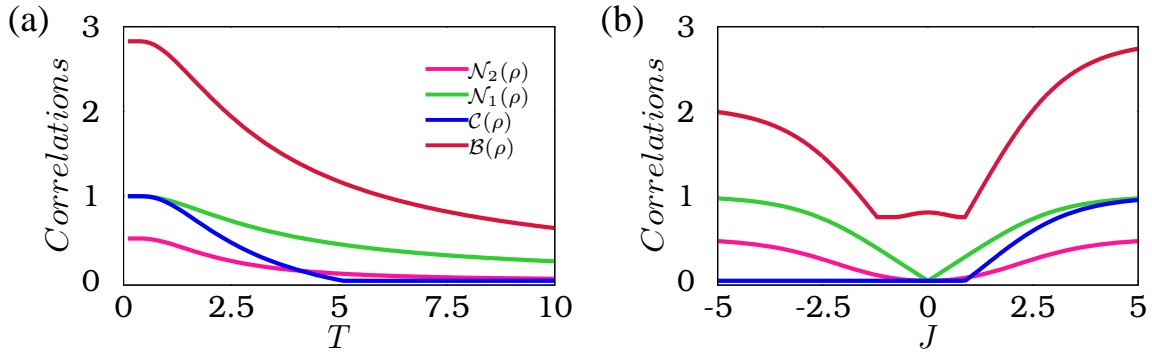 (a)
Correlations
3
2
1
0
0 2.5 5 7.5 10
T
𝒩₂(ρ)
𝒩₁(ρ)
𝒞(ρ)
ℬ(ρ)
(b)
Correlations
3
2
1
0
-5 -2.5 0 2.5 5
J